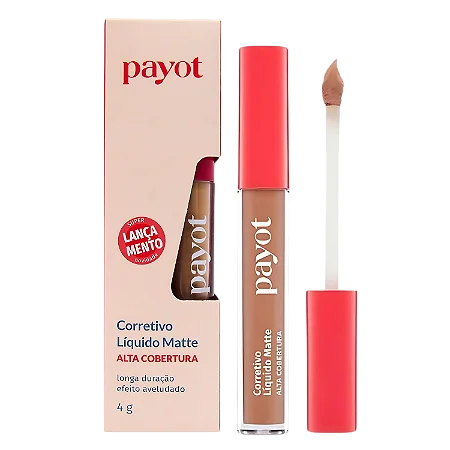 payot
SUPER
LANÇA
MENTO
novidade
payot
Corretivo
Líquido Matte
ALTA COBERTURA
longa duração
efeito aveludado
4 g
payot
Corretivo
Líquido Matte
ALTA COBERTURA